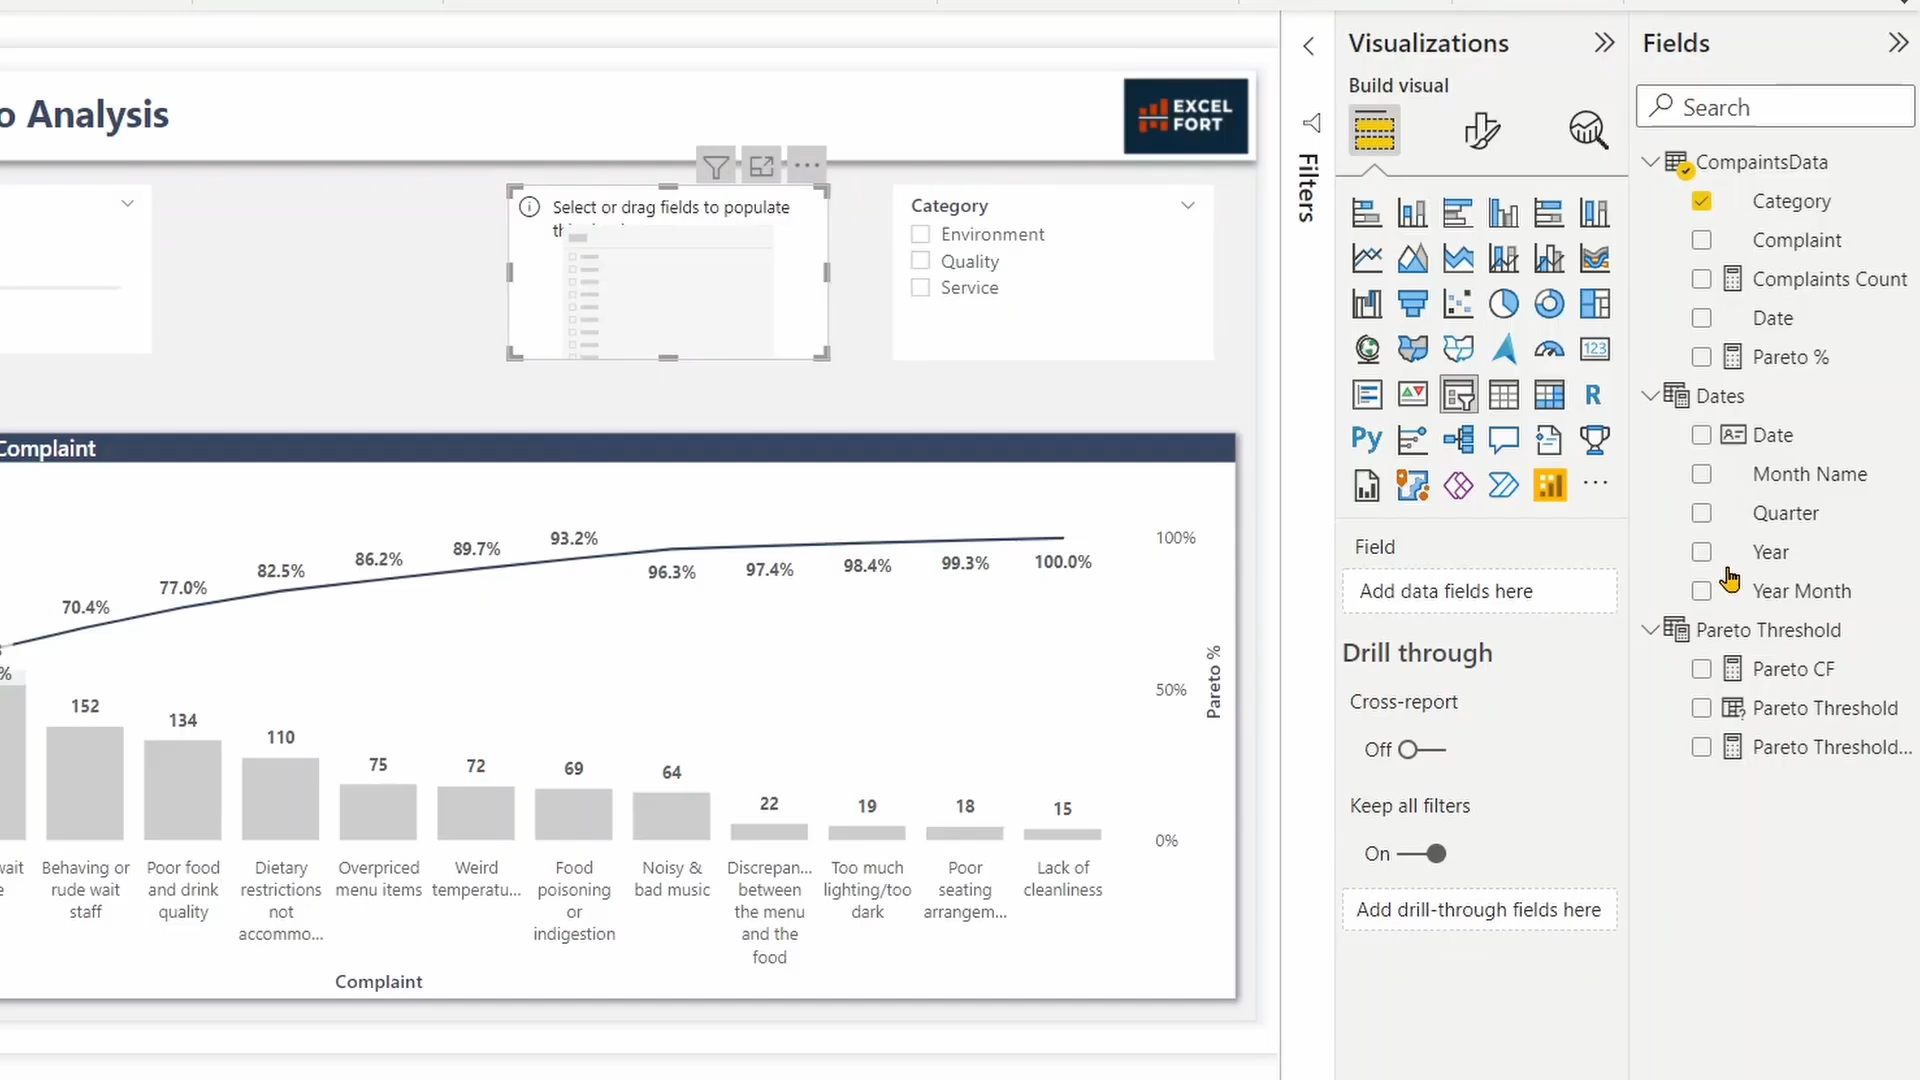 o Analysis
EXCEL
FORT
Select or drag fields to populate
Category
Environment
Quality
Service
Complaint
70.4%
77.0%
82.5%
86.2%
89.7%
93.2%
96.3%
97.4%
98.4%
99.3%
100.0%
%
152
134
110
75
72
69
64
22
19
18
15
100%
50%
0%
Pareto %
wait
e
Behaving or
rude wait
staff
Poor food
and drink
quality
Dietary
restrictions
not
accommo...
Overpriced
menu items
Weird
temperatu...
Food
poisoning
or
indigestion
Noisy &
bad music
Discrepan...
between
the menu
and the
food
Too much
lighting/too
dark
Poor
seating
arrangem...
Lack of
cleanliness
Complaint
Filters
Visualizations
Build visual
123
R
Py
Field
Add data fields here
Drill through
Cross-report
Off
Keep all filters
On
Add drill-through fields here
Fields
Search
CompaintsData
Category
Complaint
Complaints Count
Date
Pareto %
Dates
Date
Month Name
Quarter
Year
Year Month
Pareto Threshold
Pareto CF
Pareto Threshold
Pareto Threshold...